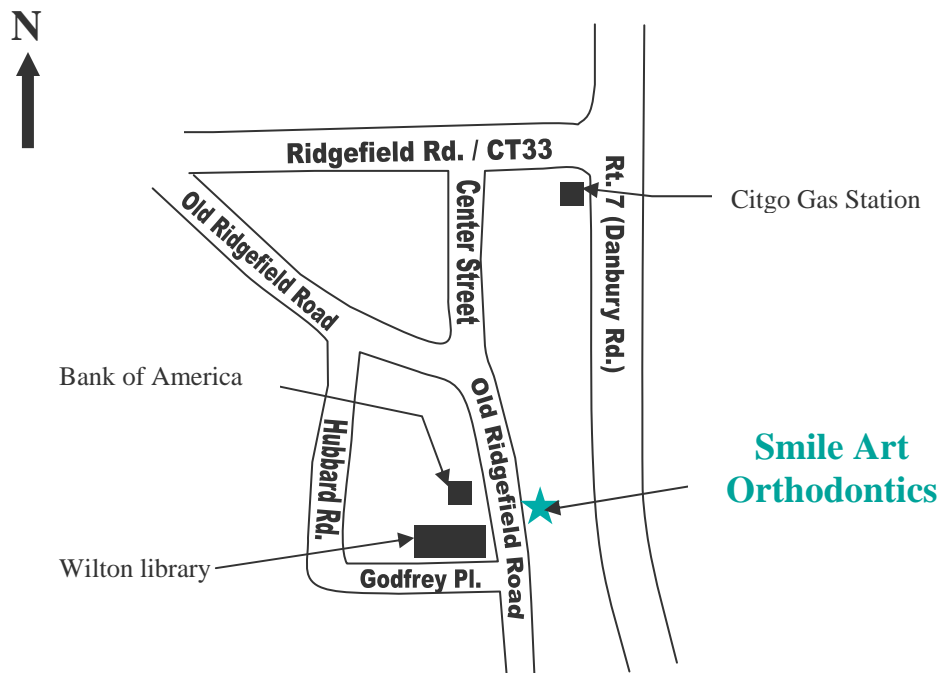 N
Ridgefield Rd. / CT33
Citgo Gas Station
Rt. 7 (Danbury Rd.)
Center Street
Old Ridgefield Road
Bank of America
Old Ridgefield Road
Hubbard Rd.
Smile Art
Orthodontics
Wilton library
Godfrey Pl.